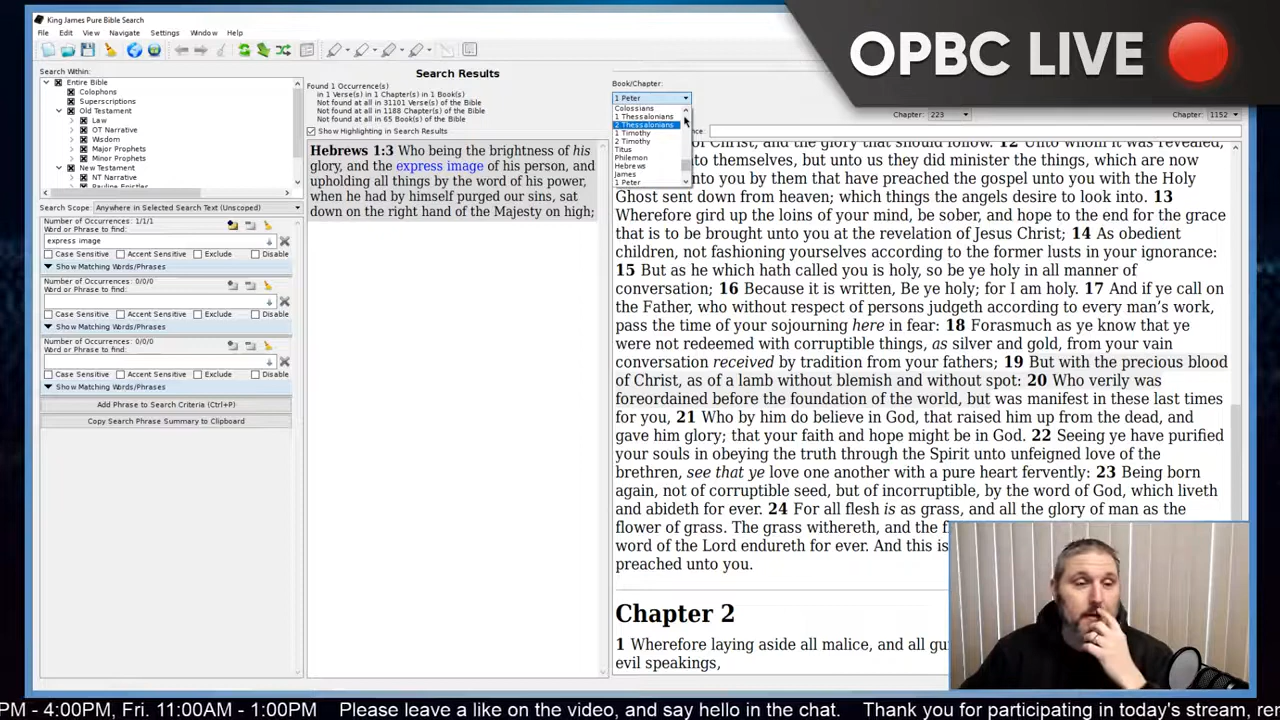 King James Pure Bible Search
File Edit View Navigate Settings Window Help
OPBC LIVE
Search Within:
Entire Bible
Colophons
Superscriptions
Old Testament
Law
OT Narrative
Wisdom
Major Prophets
Minor Prophets
New Testament
NT Narrative
Pauline Epistles
Search Scope: Anywhere in Selected Search Text (Unscoped)
Number of Occurrences: 1/1/1
Word or Phrase to find:
express image
Case Sensitive Accent Sensitive Exclude Disable
Show Matching Words/Phrases
Number of Occurrences: 0/0/0
Word or Phrase to find:
Case Sensitive Accent Sensitive Exclude Disable
Show Matching Words/Phrases
Number of Occurrences: 0/0/0
Word or Phrase to find:
Case Sensitive Accent Sensitive Exclude Disable
Show Matching Words/Phrases
Add Phrase to Search Criteria (Ctrl+P)
Copy Search Phrase Summary to Clipboard
Search Results
Found 1 Occurrence(s)
in 1 Verse(s) in 1 Chapter(s) in 1 Book(s)
Not found at all in 31101 Verse(s) of the Bible
Not found at all in 1188 Chapter(s) of the Bible
Not found at all in 65 Book(s) of the Bible
Show Highlighting in Search Results
Hebrews 1:3 Who being the brightness of his
glory, and the express image of his person, and
upholding all things by the word of his power,
when he had by himself purged our sins, sat
down on the right hand of the Majesty on high;
Book/Chapter:
1 Peter
Colossians
1 Thessalonians
2 Thessalonians
1 Timothy
2 Timothy
Titus
Philemon
Hebrews
James
1 Peter
Chapter: 223
Chapter: 1152
of Christ, and the glory that should follow. 12 Unto whom it was revealed,
to themselves, but unto us they did minister the things, which are now
unto you by them that have preached the gospel unto you with the Holy
Ghost sent down from heaven; which things the angels desire to look into. 13
Wherefore gird up the loins of your mind, be sober, and hope to the end for the grace
that is to be brought unto you at the revelation of Jesus Christ; 14 As obedient
children, not fashioning yourselves according to the former lusts in your ignorance:
15 But as he which hath called you is holy, so be ye holy in all manner of
conversation; 16 Because it is written, Be ye holy; for I am holy. 17 And if ye call on
the Father, who without respect of persons judgeth according to every man's work,
pass the time of your sojourning here in fear: 18 Forasmuch as ye know that ye
were not redeemed with corruptible things, as silver and gold, from your vain
conversation received by tradition from your fathers; 19 But with the precious blood
of Christ, as of a lamb without blemish and without spot: 20 Who verily was
foreordained before the foundation of the world, but was manifest in these last times
for you, 21 Who by him do believe in God, that raised him up from the dead, and
gave him glory; that your faith and hope might be in God. 22 Seeing ye have purified
your souls in obeying the truth through the Spirit unto unfeigned love of the
brethren, see that ye love one another with a pure heart fervently: 23 Being born
again, not of corruptible seed, but of incorruptible, by the word of God, which liveth
and abideth for ever. 24 For all flesh is as grass, and all the glory of man as the
flower of grass. The grass withereth, and the f
word of the Lord endureth for ever. And this is
preached unto you.
Chapter 2
1 Wherefore laying aside all malice, and all gu
evil speakings,
PM - 4:00PM, Fri. 11:00AM - 1:00PM Please leave a like on the video, and say hello in the chat. Thank you for participating in today's stream, rer